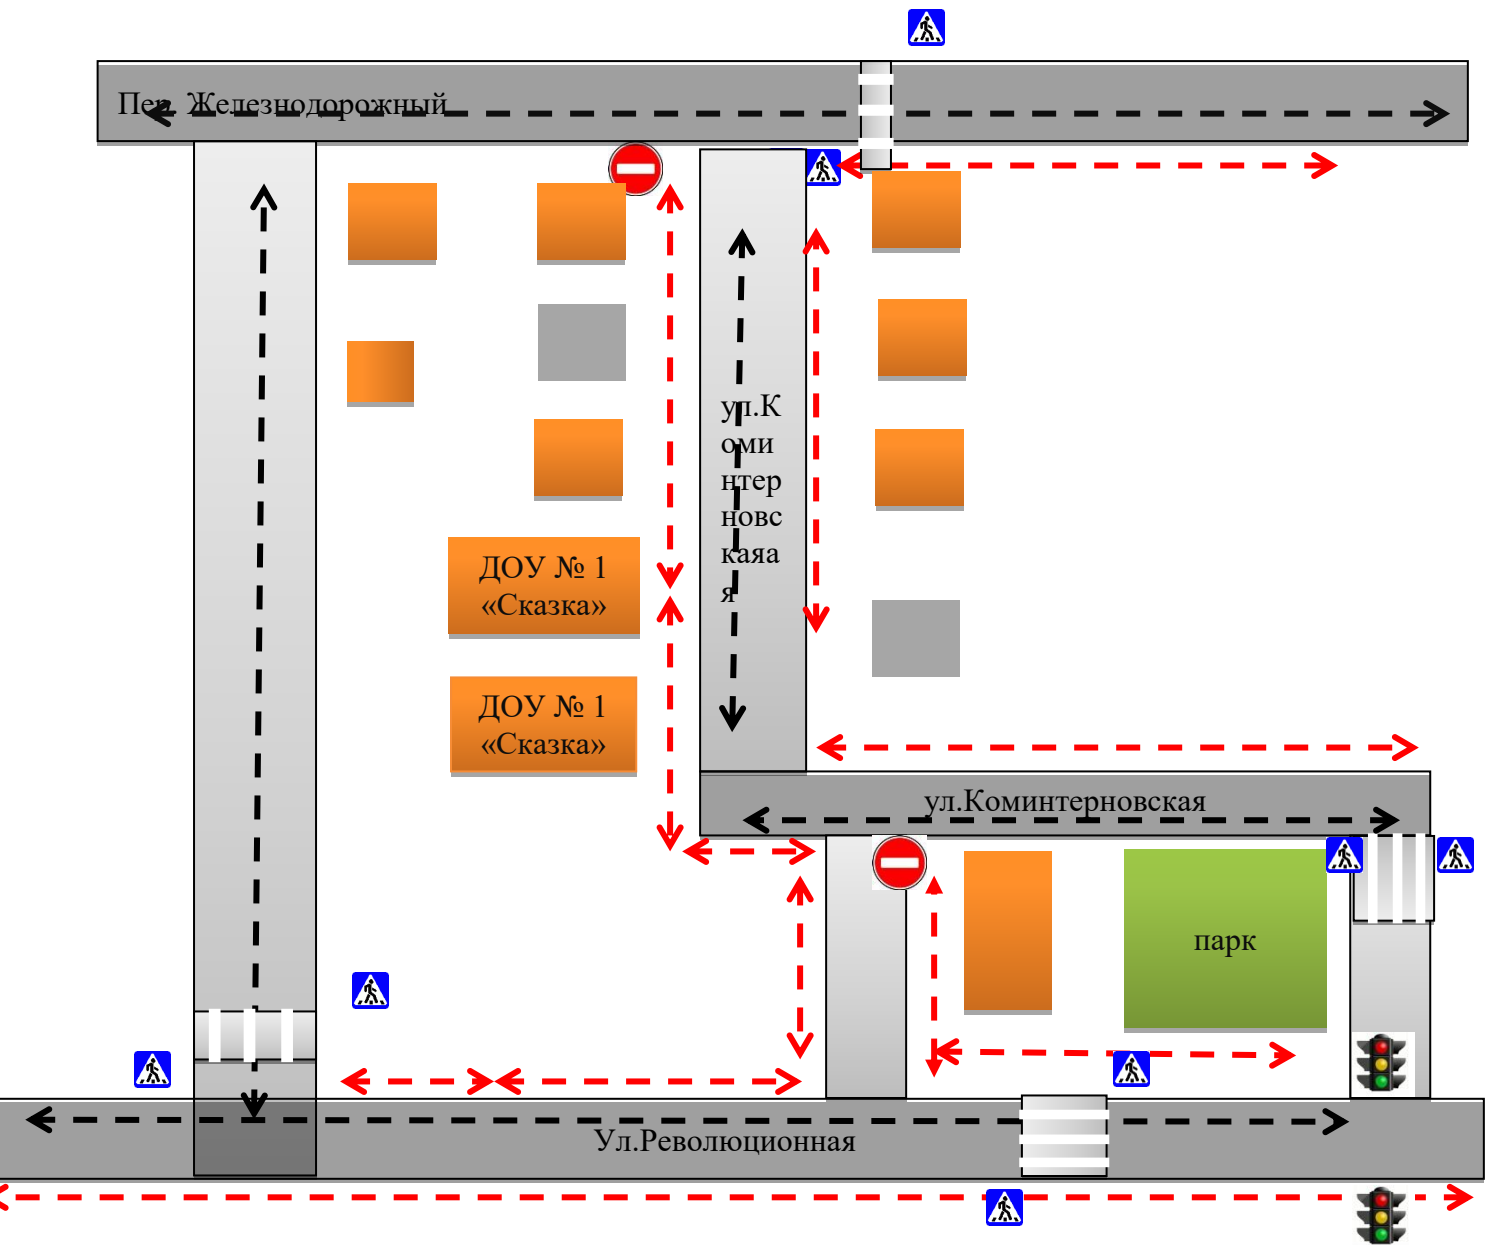 Пер. Железнодорожный
ул.К
оми
нтер
новс
каяа
я
ДОУ № 1
«Сказка»
ДОУ № 1
«Сказка»
ул.Коминтерновская
парк
Ул.Революционная